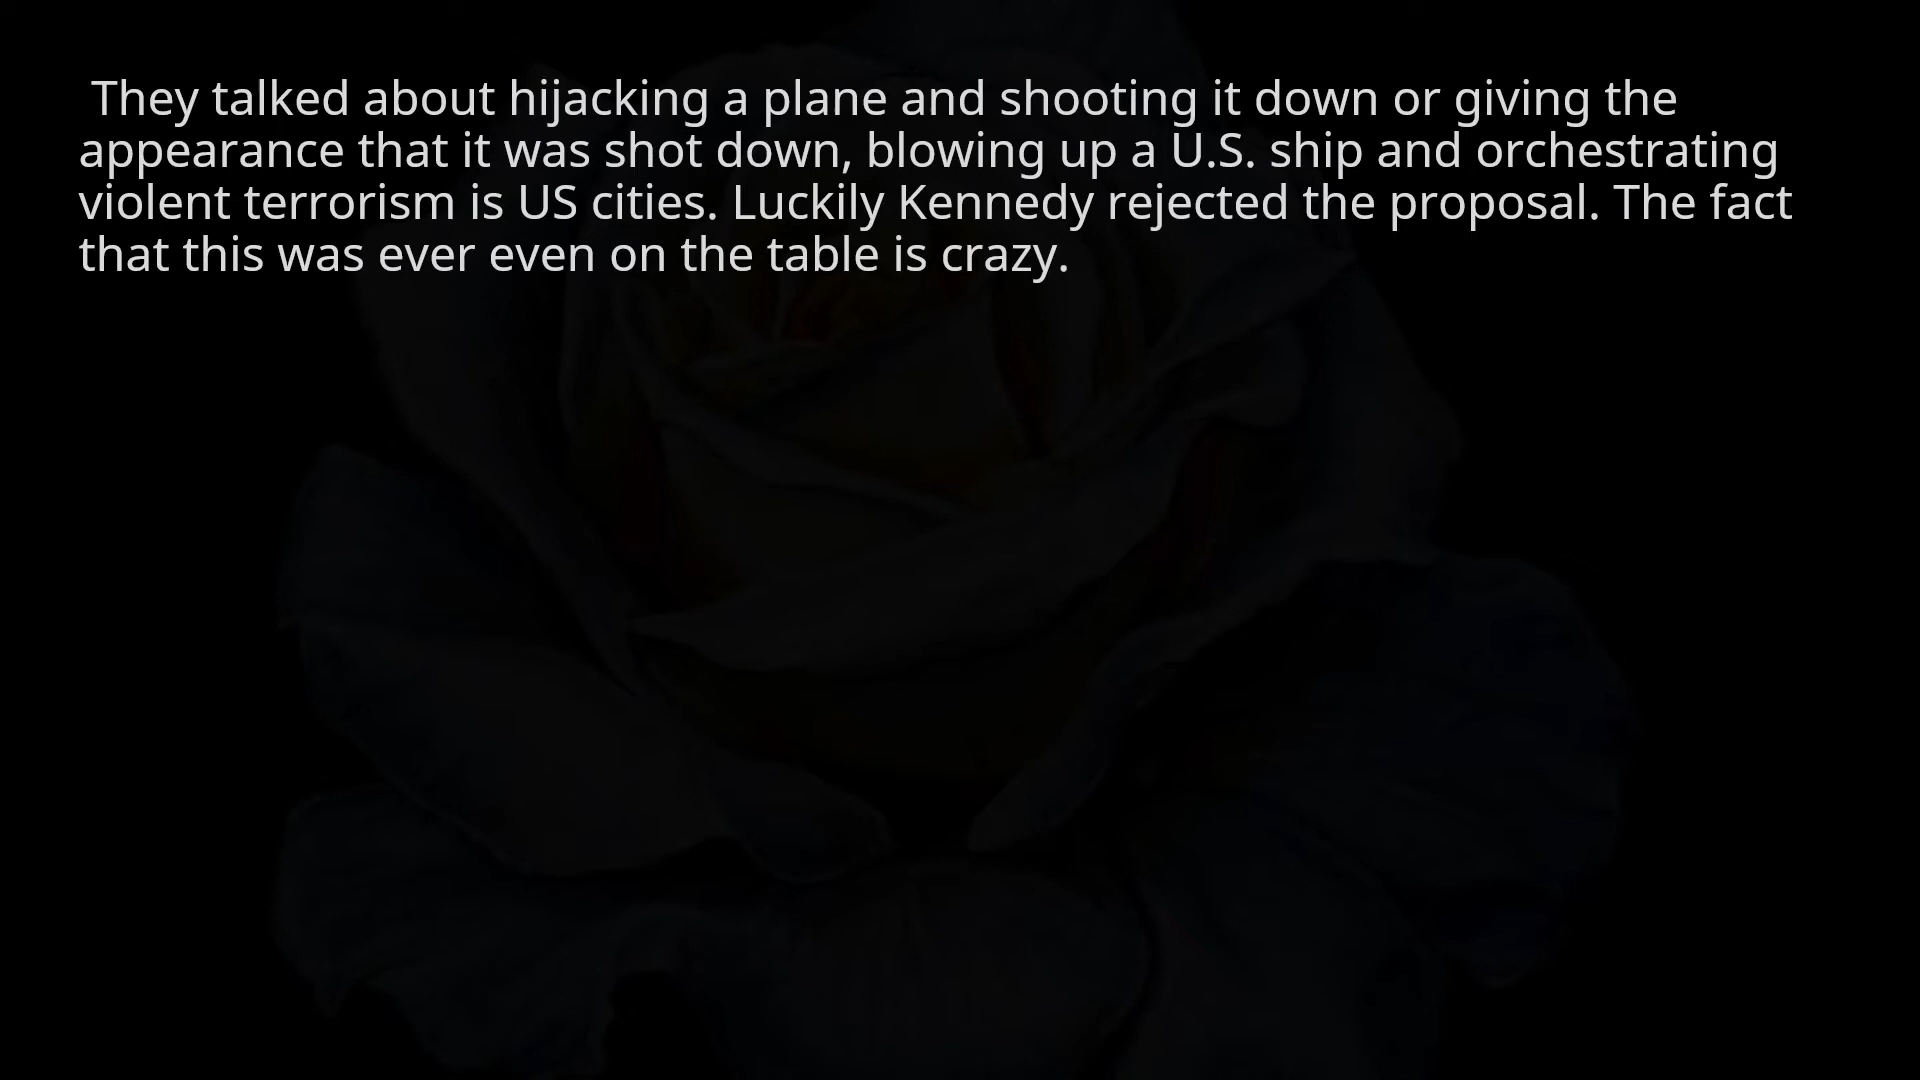 They talked about hijacking a plane and shooting it down or giving the
appearance that it was shot down, blowing up a U.S. ship and orchestrating
violent terrorism is US cities. Luckily Kennedy rejected the proposal. The fact
that this was ever even on the table is crazy.